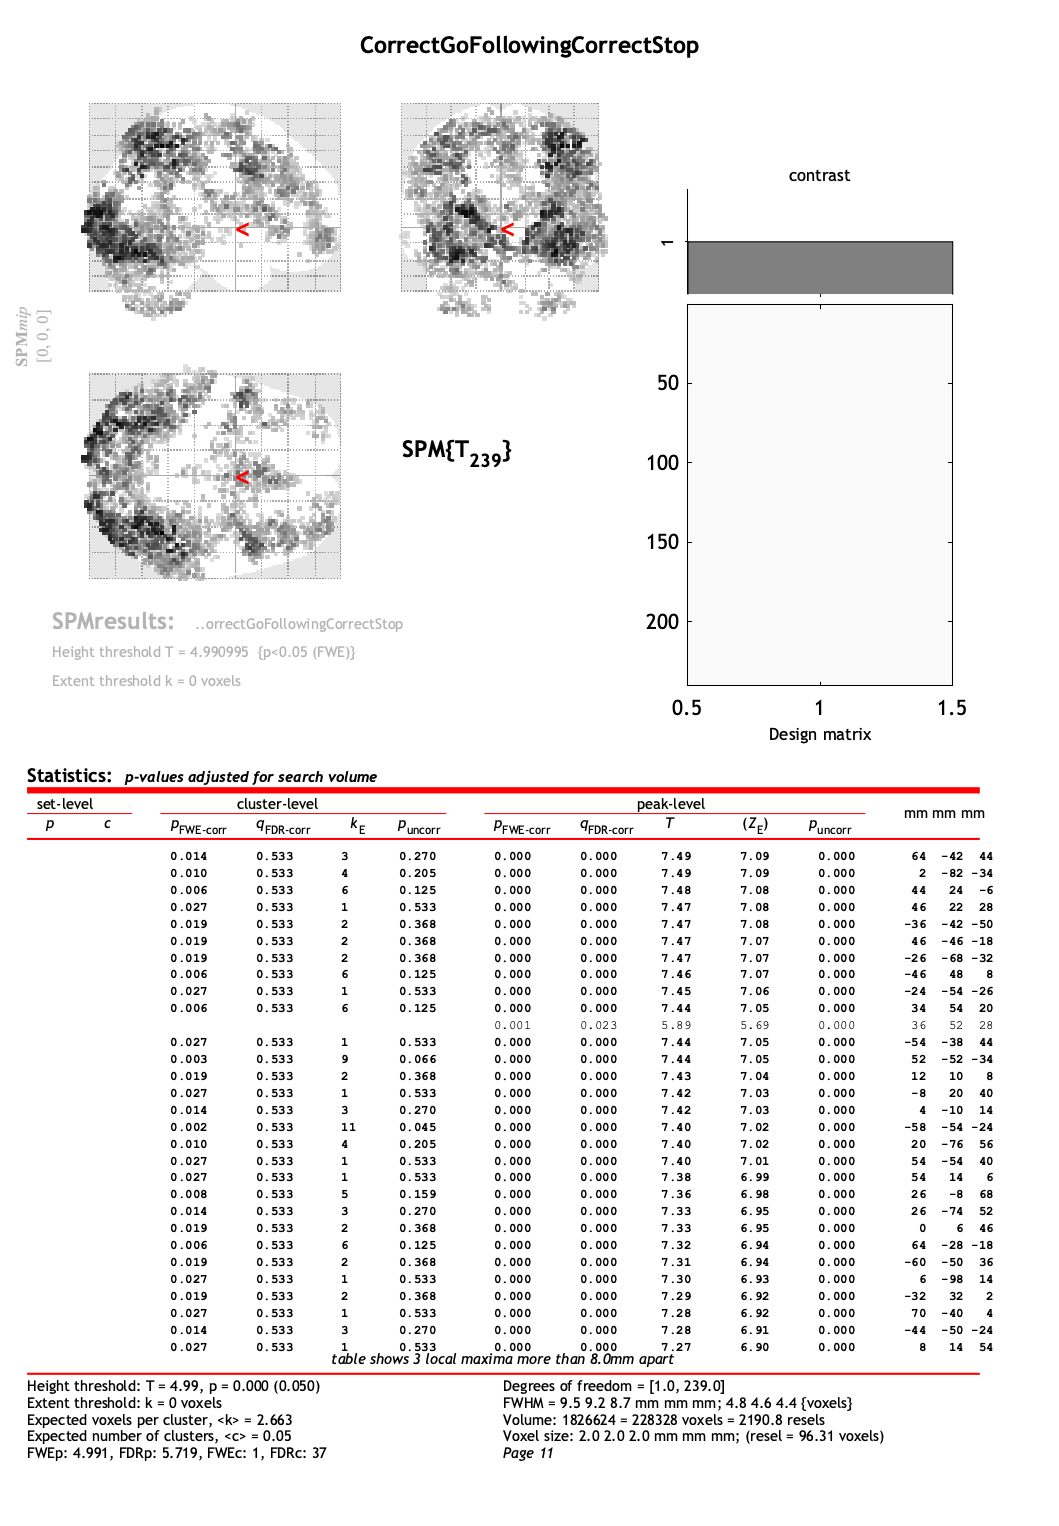 CorrectGoFollowingCorrectStop
contrast
1
<
<
<
SPMmip
[0, 0, 0]
SPM{T239}
50
100
150
200
0.5 1 1.5
Design matrix
SPMresults: ..orrectGoFollowingCorrectStop
Height threshold T = 4.990995 {p<0.05 (FWE)}
Extent threshold k = 0 voxels
Statistics: p-values adjusted for search volume
set-level cluster-level peak-level mm mm mm
p c pFWE-corr qFDR-corr kE puncorr pFWE-corr qFDR-corr T (ZE) puncorr
0.014 0.533 3 0.270 0.000 0.000 7.49 7.09 0.000 64 -42 44
0.010 0.533 4 0.205 0.000 0.000 7.49 7.09 0.000 2 -82 -34
0.006 0.533 6 0.125 0.000 0.000 7.48 7.08 0.000 44 24 -6
0.027 0.533 1 0.533 0.000 0.000 7.47 7.08 0.000 46 22 28
0.019 0.533 2 0.368 0.000 0.000 7.47 7.08 0.000 -36 -42 -50
0.019 0.533 2 0.368 0.000 0.000 7.47 7.07 0.000 46 -46 -18
0.019 0.533 2 0.368 0.000 0.000 7.47 7.07 0.000 -26 -68 -32
0.006 0.533 6 0.125 0.000 0.000 7.46 7.07 0.000 -46 48 8
0.027 0.533 1 0.533 0.000 0.000 7.45 7.06 0.000 -24 -54 -26
0.006 0.533 6 0.125 0.000 0.000 7.44 7.05 0.000 34 54 20
0.001 0.023 5.89 5.69 0.000 36 52 28
0.027 0.533 1 0.533 0.000 0.000 7.44 7.05 0.000 -54 -38 44
0.003 0.533 9 0.066 0.000 0.000 7.44 7.05 0.000 52 -52 -34
0.019 0.533 2 0.368 0.000 0.000 7.43 7.04 0.000 12 10 8
0.027 0.533 1 0.533 0.000 0.000 7.42 7.03 0.000 -8 20 40
0.014 0.533 3 0.270 0.000 0.000 7.42 7.03 0.000 4 -10 14
0.002 0.533 11 0.045 0.000 0.000 7.40 7.02 0.000 -58 -54 -24
0.010 0.533 4 0.205 0.000 0.000 7.40 7.02 0.000 20 -76 56
0.027 0.533 1 0.533 0.000 0.000 7.40 7.01 0.000 54 -54 40
0.027 0.533 1 0.533 0.000 0.000 7.38 6.99 0.000 54 14 6
0.008 0.533 5 0.159 0.000 0.000 7.36 6.98 0.000 26 -8 68
0.014 0.533 3 0.270 0.000 0.000 7.33 6.95 0.000 26 -74 52
0.019 0.533 2 0.368 0.000 0.000 7.33 6.95 0.000 0 6 46
0.006 0.533 6 0.125 0.000 0.000 7.32 6.94 0.000 64 -28 -18
0.019 0.533 2 0.368 0.000 0.000 7.31 6.94 0.000 -60 -50 36
0.027 0.533 1 0.533 0.000 0.000 7.30 6.93 0.000 6 -98 14
0.019 0.533 2 0.368 0.000 0.000 7.29 6.92 0.000 -32 32 2
0.027 0.533 1 0.533 0.000 0.000 7.28 6.92 0.000 70 -40 4
0.014 0.533 3 0.270 0.000 0.000 7.28 6.91 0.000 -44 -50 -24
0.027 0.533 1 0.533 0.000 0.000 7.27 6.90 0.000 8 14 54
table shows 3 local maxima more than 8.0mm apart
Height threshold: T = 4.99, p = 0.000 (0.050)
Extent threshold: k = 0 voxels
Expected voxels per cluster, <k> = 2.663
Expected number of clusters, <c> = 0.05
FWEp: 4.991, FDRp: 5.719, FWEc: 1, FDRc: 37
Degrees of freedom = [1.0, 239.0]
FWHM = 9.5 9.2 8.7 mm mm mm; 4.8 4.6 4.4 {voxels}
Volume: 1826624 = 228328 voxels = 2190.8 resels
Voxel size: 2.0 2.0 2.0 mm mm mm; (resel = 96.31 voxels)
Page 11